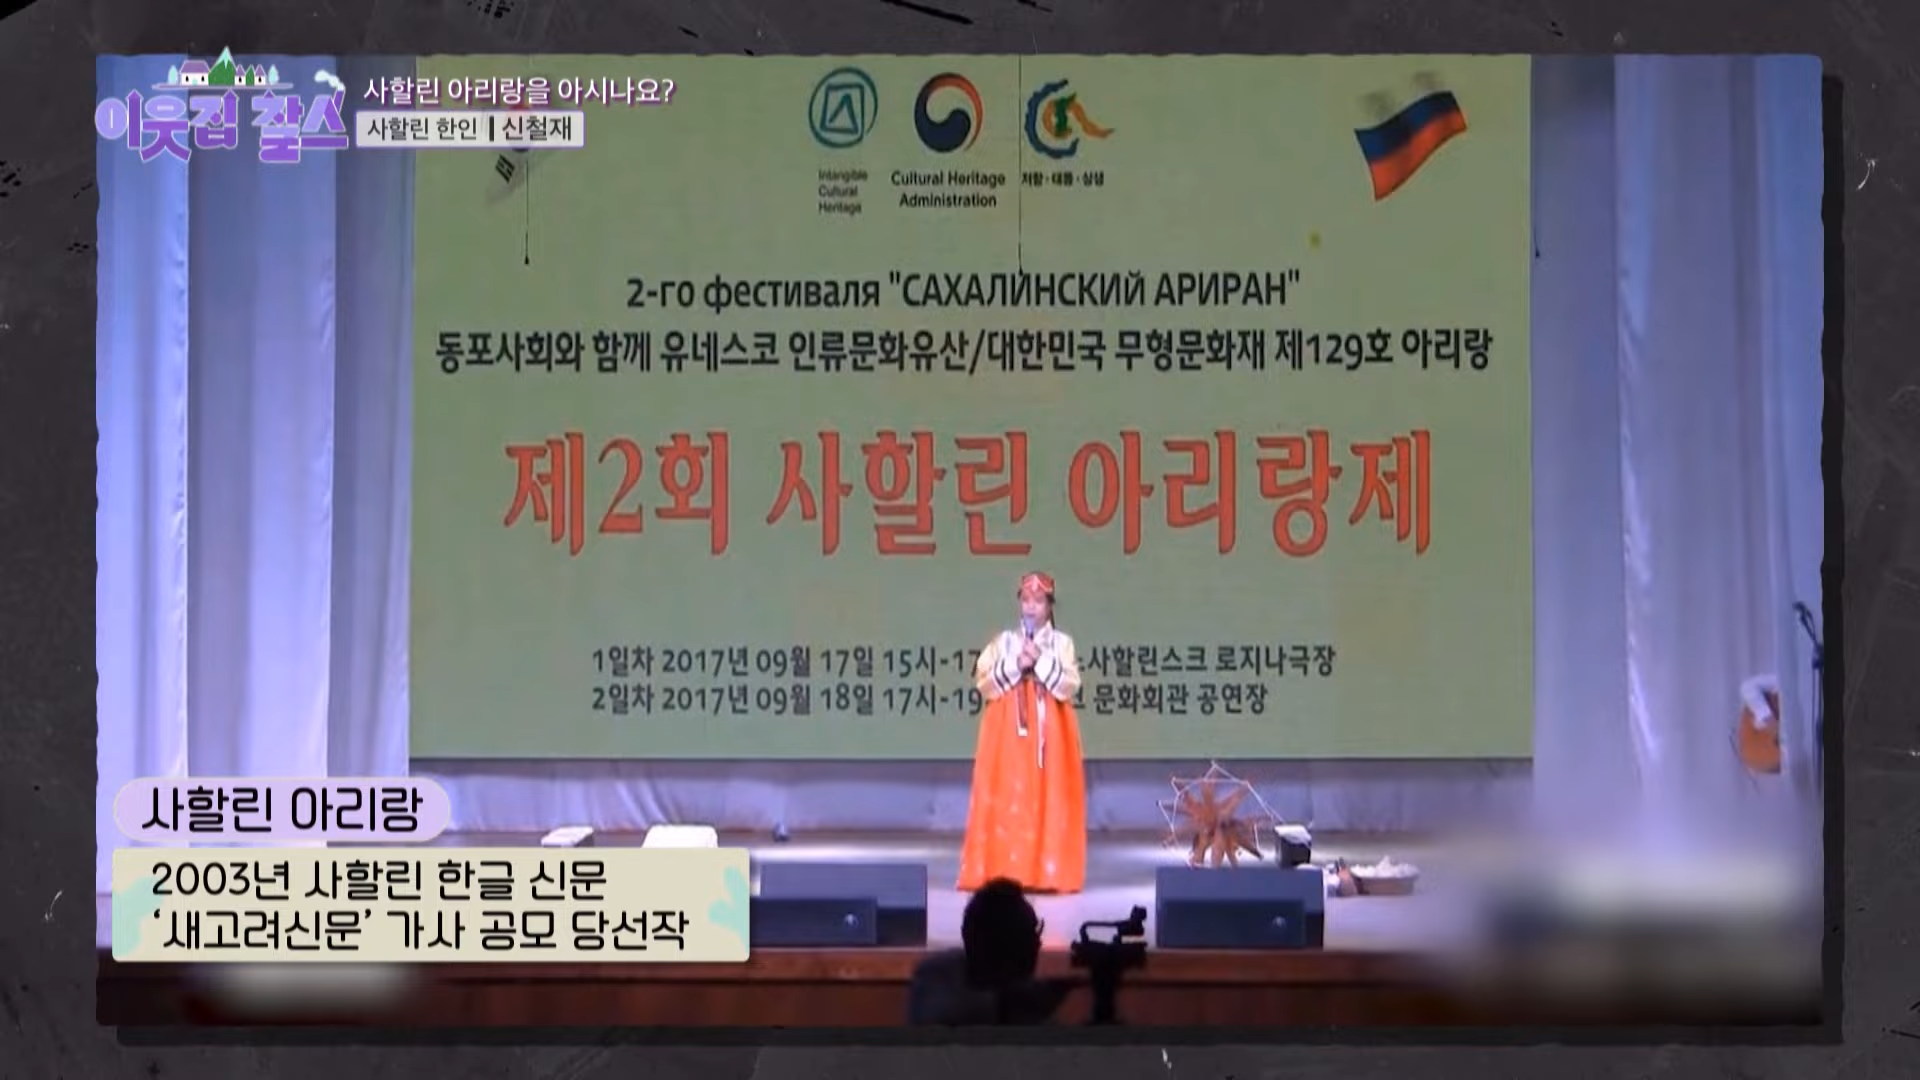 이웃집 찰스
사할린 아리랑을 아시나요?
사할린 한인 | 신철재
Intangible
Cultural
Heritage
Cultural Heritage
Administration
저항·대동·상생
2-го фестиваля "САХАЛИНСКИЙ АРИРАН"
동포사회와 함께 유네스코 인류문화유산/대한민국 무형문화재 제129호 아리랑
제2회 사할린 아리랑제
1일차 2017년 09월 17일 15시-17 사할린스크 로지나극장
2일차 2017년 09월 18일 17시-19 문화회관 공연장
사할린 아리랑
2003년 사할린 한글 신문
‘새고려신문’ 가사 공모 당선작